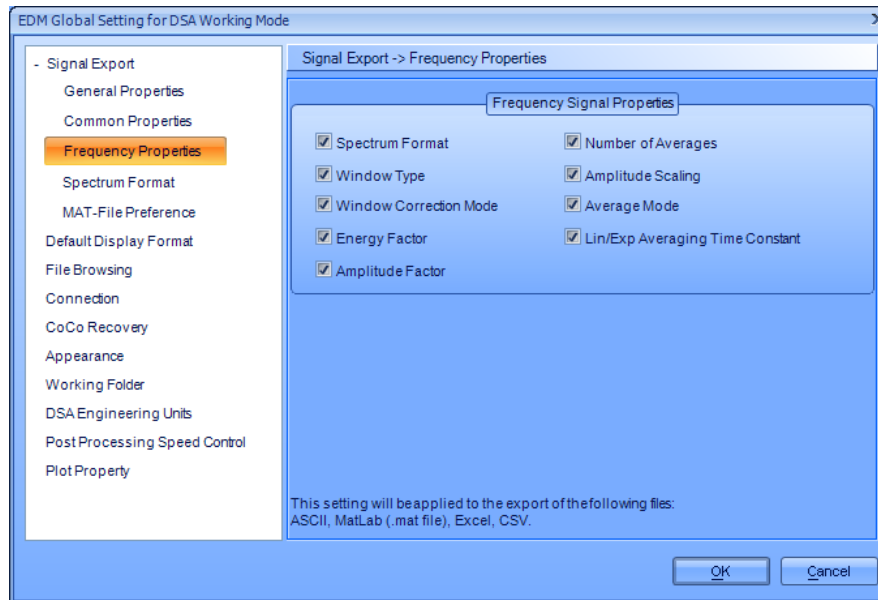 EDM Global Setting for DSA Working Mode
- Signal Export
General Properties
Common Properties
Frequency Properties
Spectrum Format
MAT-File Preference
Default Display Format
File Browsing
Connection
CoCo Recovery
Appearance
Working Folder
DSA Engineering Units
Post Processing Speed Control
Plot Property
Signal Export -> Frequency Properties
Frequency Signal Properties
Spectrum Format
Number of Averages
Window Type
Amplitude Scaling
Window Correction Mode
Average Mode
Energy Factor
Lin/Exp Averaging Time Constant
Amplitude Factor
This setting will beapplied to the export of thefollowing files:
ASCII, MatLab (.mat file), Excel, CSV.
OK
Cancel